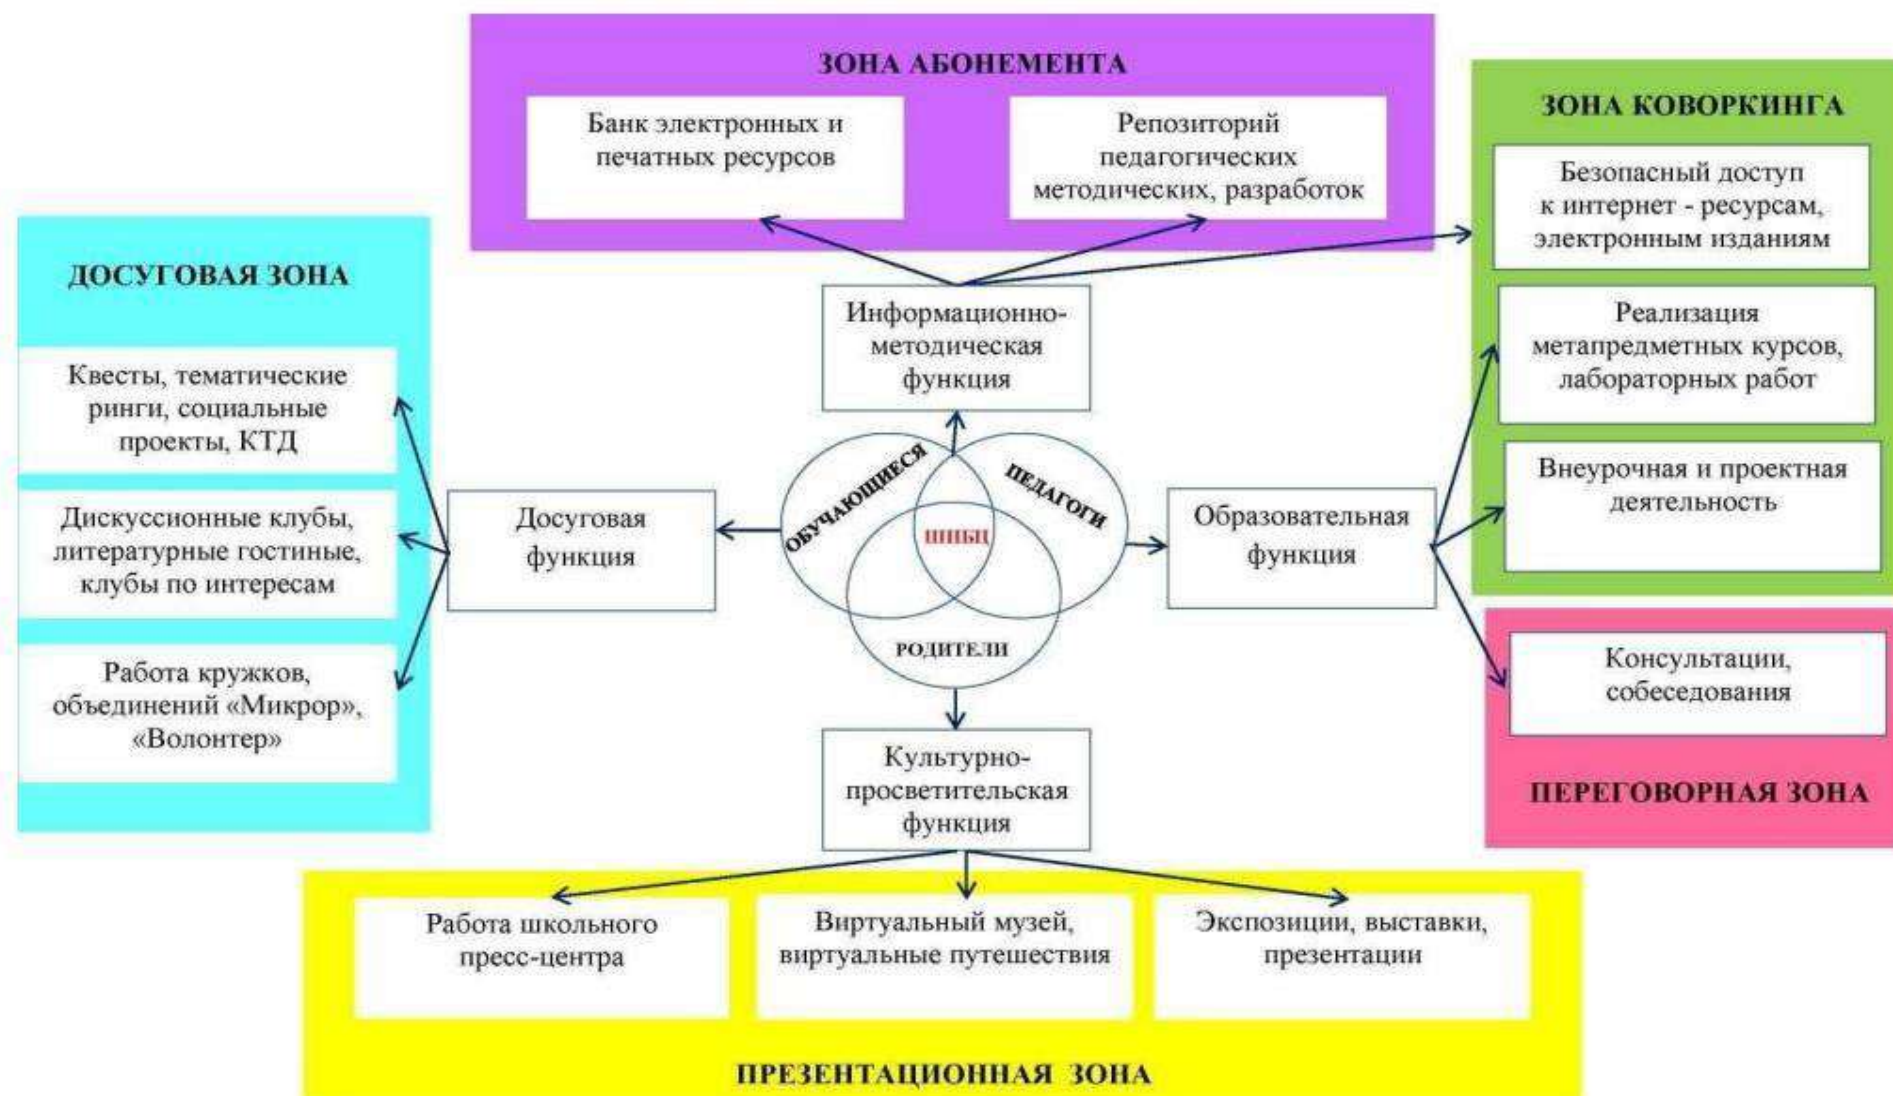 ЗОНА АБОНЕМЕНТА
Банк электронных и
печатных ресурсов
Репозиторий
педагогических
методических, разработок
ЗОНА КОВОРКИНГА
Безопасный доступ
к интернет - ресурсам,
электронным изданиям
Реализация
метапредметных курсов,
лабораторных работ
Внеурочная и проектная
деятельность
ДОСУГОВАЯ ЗОНА
Квесты, тематические
ринги, социальные
проекты, КТД
Дискуссионные клубы,
литературные гостиные,
клубы по интересам
Работа кружков,
объединений «Микрор»,
«Волонтер»
Информационно-
методическая
функция
Досуговая
функция
ОБУЧАЮЩИЕСЯ
ПЕДАГОГИ
ШИБЦ
РОДИТЕЛИ
Образовательная
функция
Консультации,
собеседования
ПЕРЕГОВОРНАЯ ЗОНА
Культурно-
просветительская
функция
Работа школьного
пресс-центра
Виртуальный музей,
виртуальные путешествия
Экспозиции, выставки,
презентации
ПРЕЗЕНТАЦИОННАЯ ЗОНА